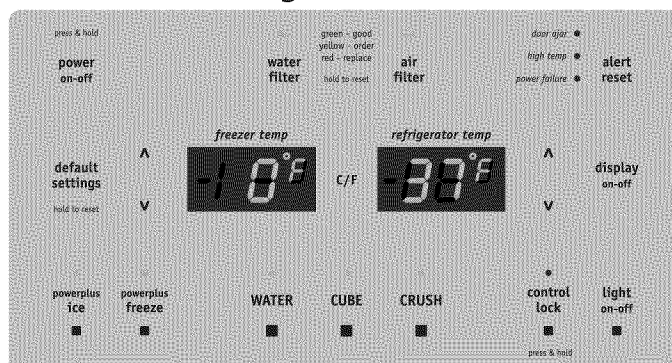 press & hold
power
on-off
water
filter
green – good
yellow – order
red – replace
hold to reset
air
filter
door ajar
high temp
power failure
alert
reset
default
settings
hold to reset
freezer temp
0°F
C/F
refrigerator temp
37°F
display
on-off
powerplus
ice
powerplus
freeze
WATER
CUBE
CRUSH
control
lock
press & hold
light
on-off